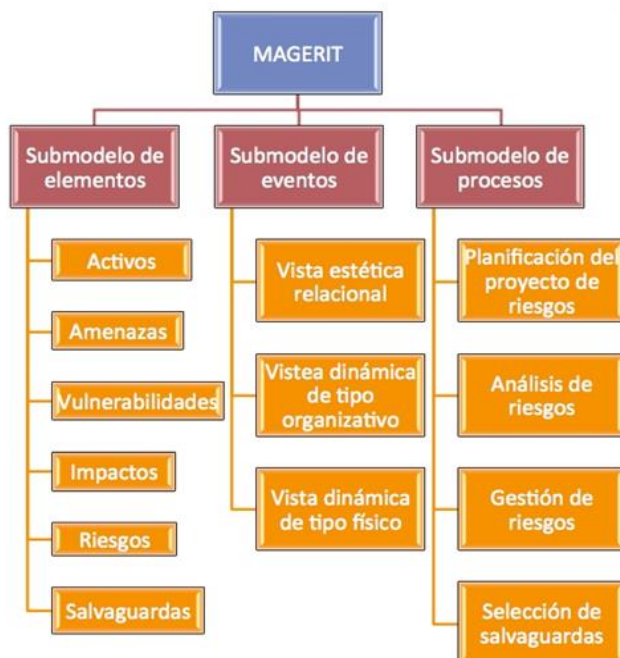 MAGERIT
Submodelo de
elementos
Activos
Amenazas
Vulnerabilidades
Impactos
Riesgos
Salvaguardas
Submodelo de
eventos
Vista estética
relacional
Vistea dinámica
de tipo
organizativo
Vista dinámica
de tipo físico
Submodelo de
procesos
Planificación del
proyecto de
riesgos
Análisis de
riesgos
Gestión de
riesgos
Selección de
salvaguardas